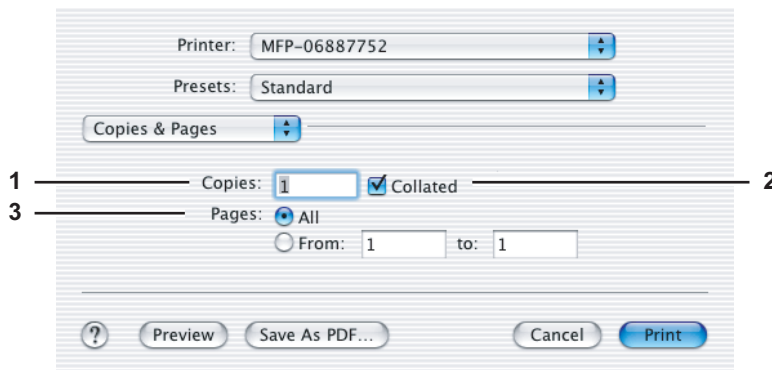 Printer: MFP-06887752
Presets: Standard
Copies & Pages
1 Copies: 1 Collated 2
3 Pages: All
From: 1 to: 1
? Preview Save As PDF... Cancel Print